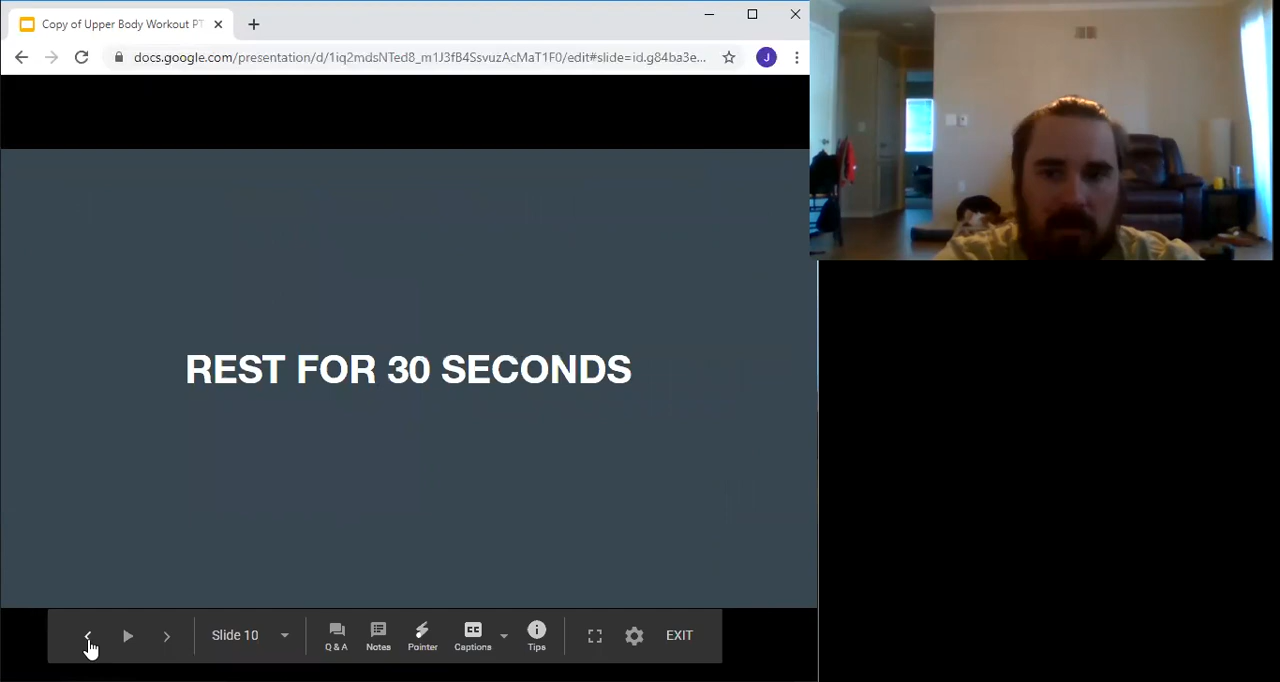 Copy of Upper Body Workout PT
docs.google.com/presentation/d/1iq2mdsNTed8_m1J3fB4SsvuzAcMaT1F0/edit#slide=id.g84ba3e...
J
REST FOR 30 SECONDS
Slide 10
Q & A
Notes
Pointer
CC
Captions
Tips
EXIT